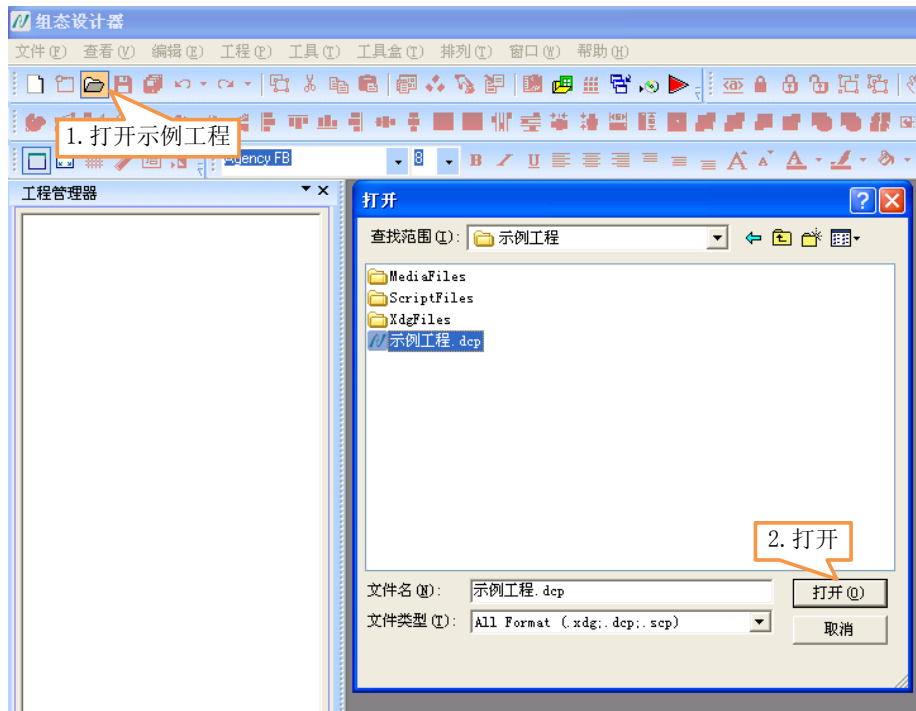 组态设计器
文件(F) 查看(V) 编辑(E) 工程(P) 工具(T) 工具盒(T) 排列(T) 窗口(W) 帮助(H)
1.打开示例工程
Agency FB 8 B I U A A A
工程管理器
打开
查找范围(I): 示例工程
MediaFiles
ScriptFiles
XdgFiles
示例工程.dcp
2.打开
文件名(N): 示例工程.dcp 打开(O)
文件类型(T): All Format (.xdg;.dcp;.scp) 取消